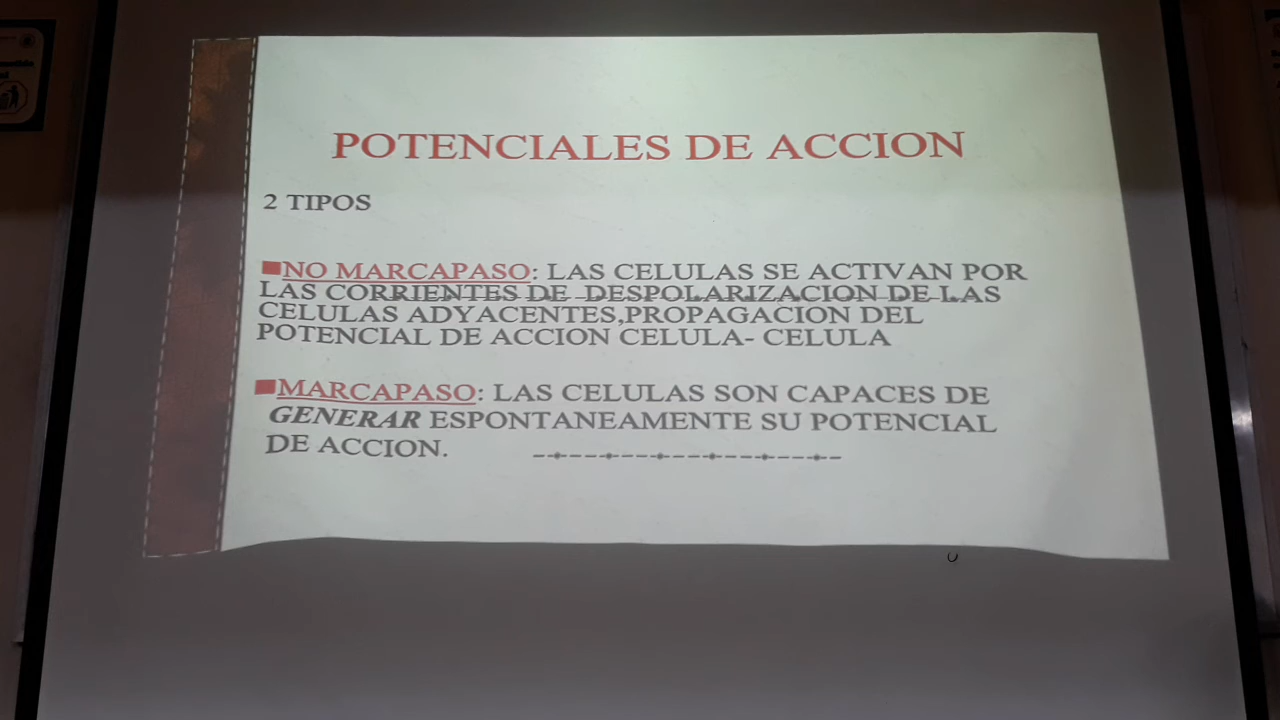 POTENCIALES DE ACCION
2 TIPOS
NO MARCAPASO: LAS CELULAS SE ACTIVAN POR
LAS CORRIENTES DE DESPOLARIZACION DE LAS
CELULAS ADYACENTES,PROPAGACION DEL
POTENCIAL DE ACCION CELULA- CELULA
MARCAPASO: LAS CELULAS SON CAPACES DE
GENERAR ESPONTANEAMENTE SU POTENCIAL
DE ACCION.